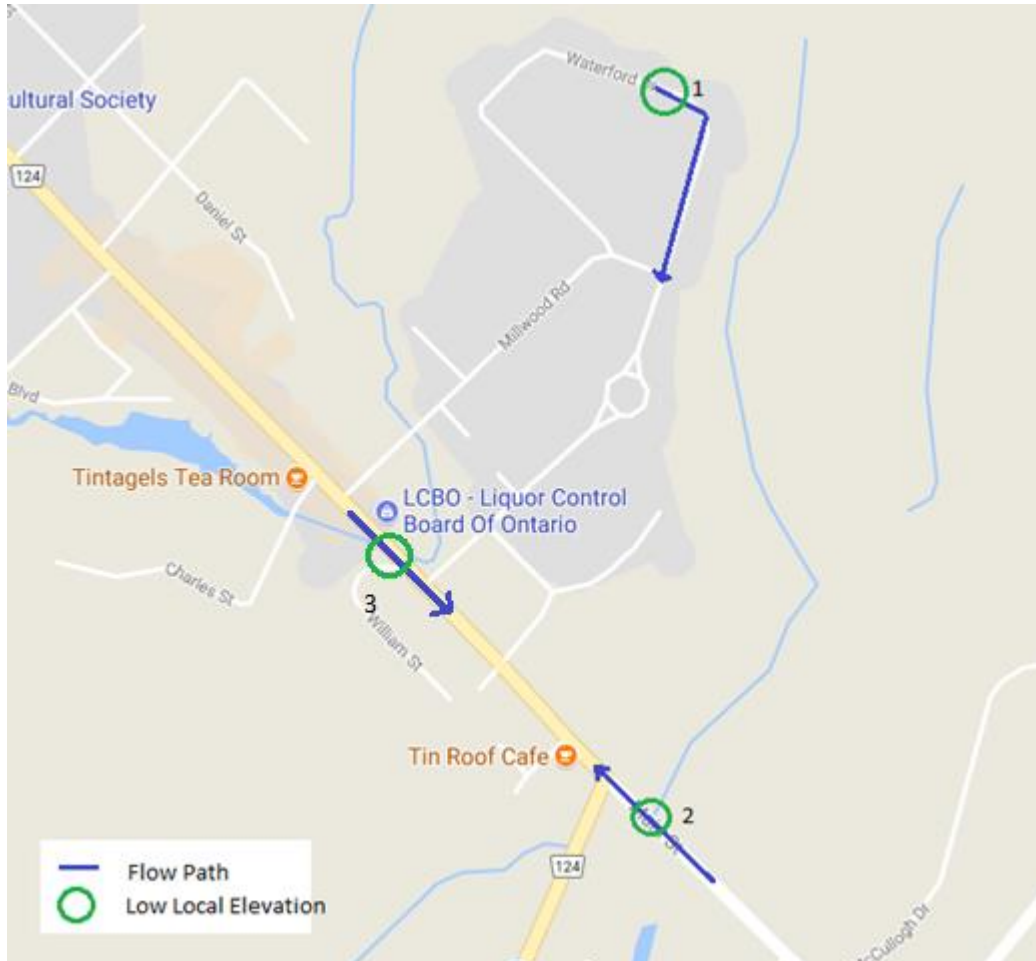 Waterford
1
ultural Society
124
Daniel St
Millwood Rd
Blvd
Tintagels Tea Room
LCBO - Liquor Control
Board Of Ontario
Charles St
3
William St
Tin Roof Cafe
2
St
124
McCullogh Dr
Flow Path
Low Local Elevation